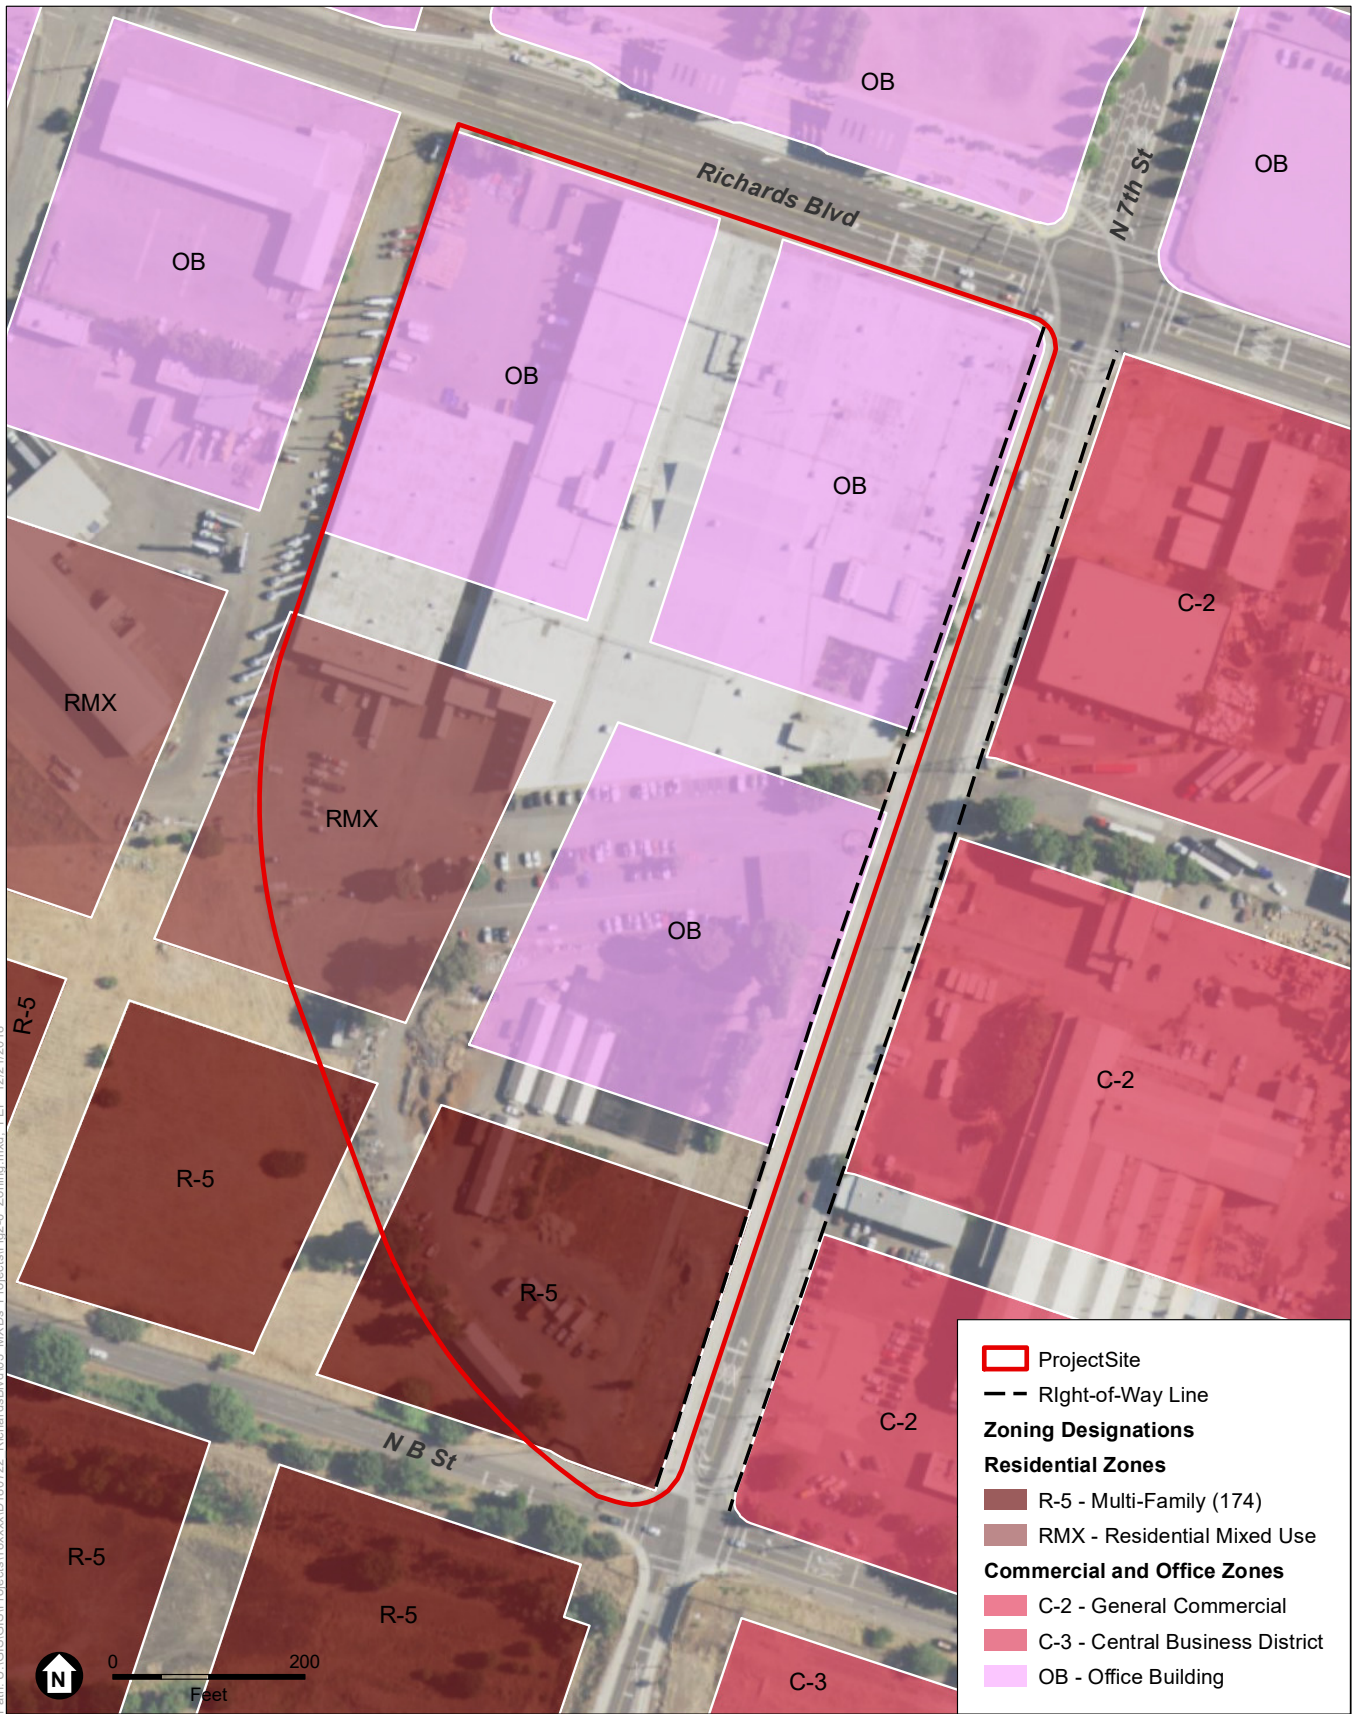 OB
OB
Richards Blvd
N 7th St
OB
OB
OB
C-2
RMX
RMX
OB
R-5
C-2
R-5
R-5
C-2
N B St
R-5
R-5
C-3
N
0 200
Feet
ProjectSite
RIght-of-Way Line
Zoning Designations
Residential Zones
R-5 - Multi-Family (174)
RMX - Residential Mixed Use
Commercial and Office Zones
C-2 - General Commercial
C-3 - Central Business District
OB - Office Building